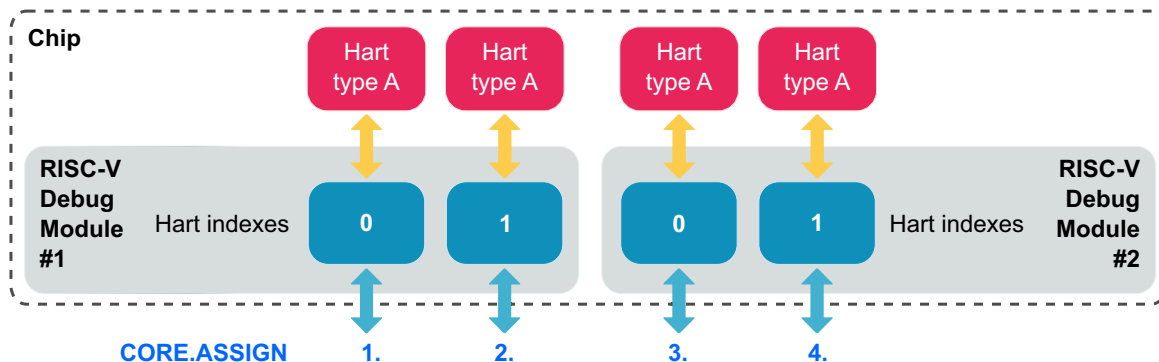 Chip
Hart type A
Hart type A
Hart type A
Hart type A
RISC-V
Debug
Module
#1
Hart indexes
0
1
0
1
Hart indexes
RISC-V
Debug
Module
#2
CORE.ASSIGN 1. 2. 3. 4.